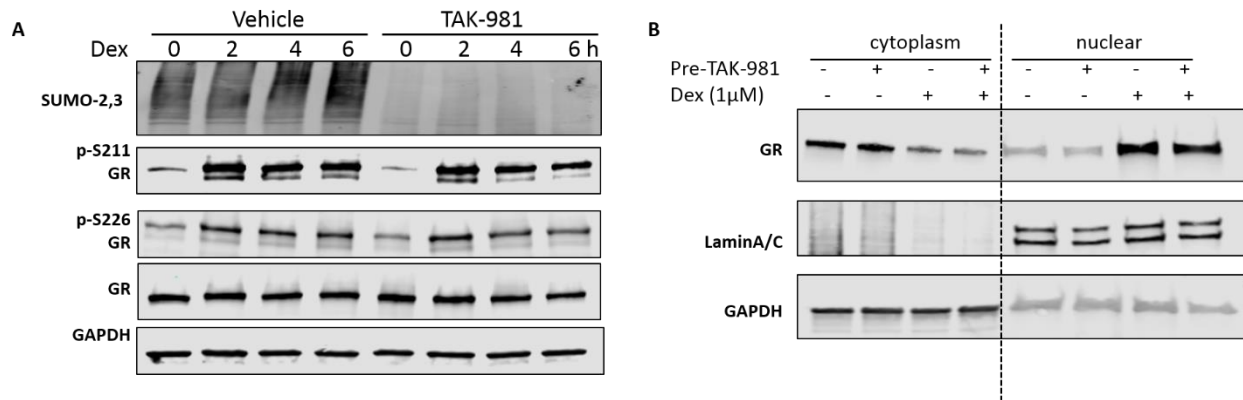 A
Vehicle TAK-981
Dex 0 2 4 6 0 2 4 6 h
SUMO-2,3
p-S211
GR
p-S226
GR
GR
GAPDH
B
cytoplasm nuclear
Pre-TAK-981 - + - + - + - +
Dex (1µM) - - + + - - + +
GR
LaminA/C
GAPDH